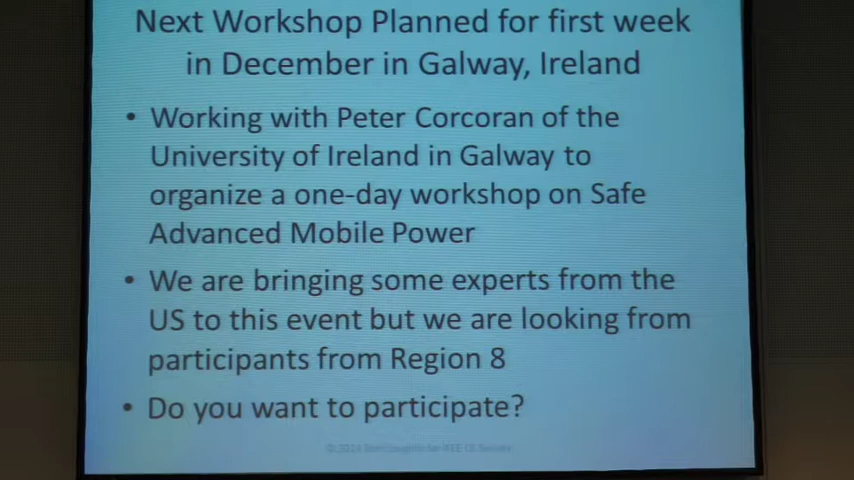 Next Workshop Planned for first week
in December in Galway, Ireland
• Working with Peter Corcoran of the
University of Ireland in Galway to
organize a one-day workshop on Safe
Advanced Mobile Power
• We are bringing some experts from the
US to this event but we are looking from
participants from Region 8
• Do you want to participate?